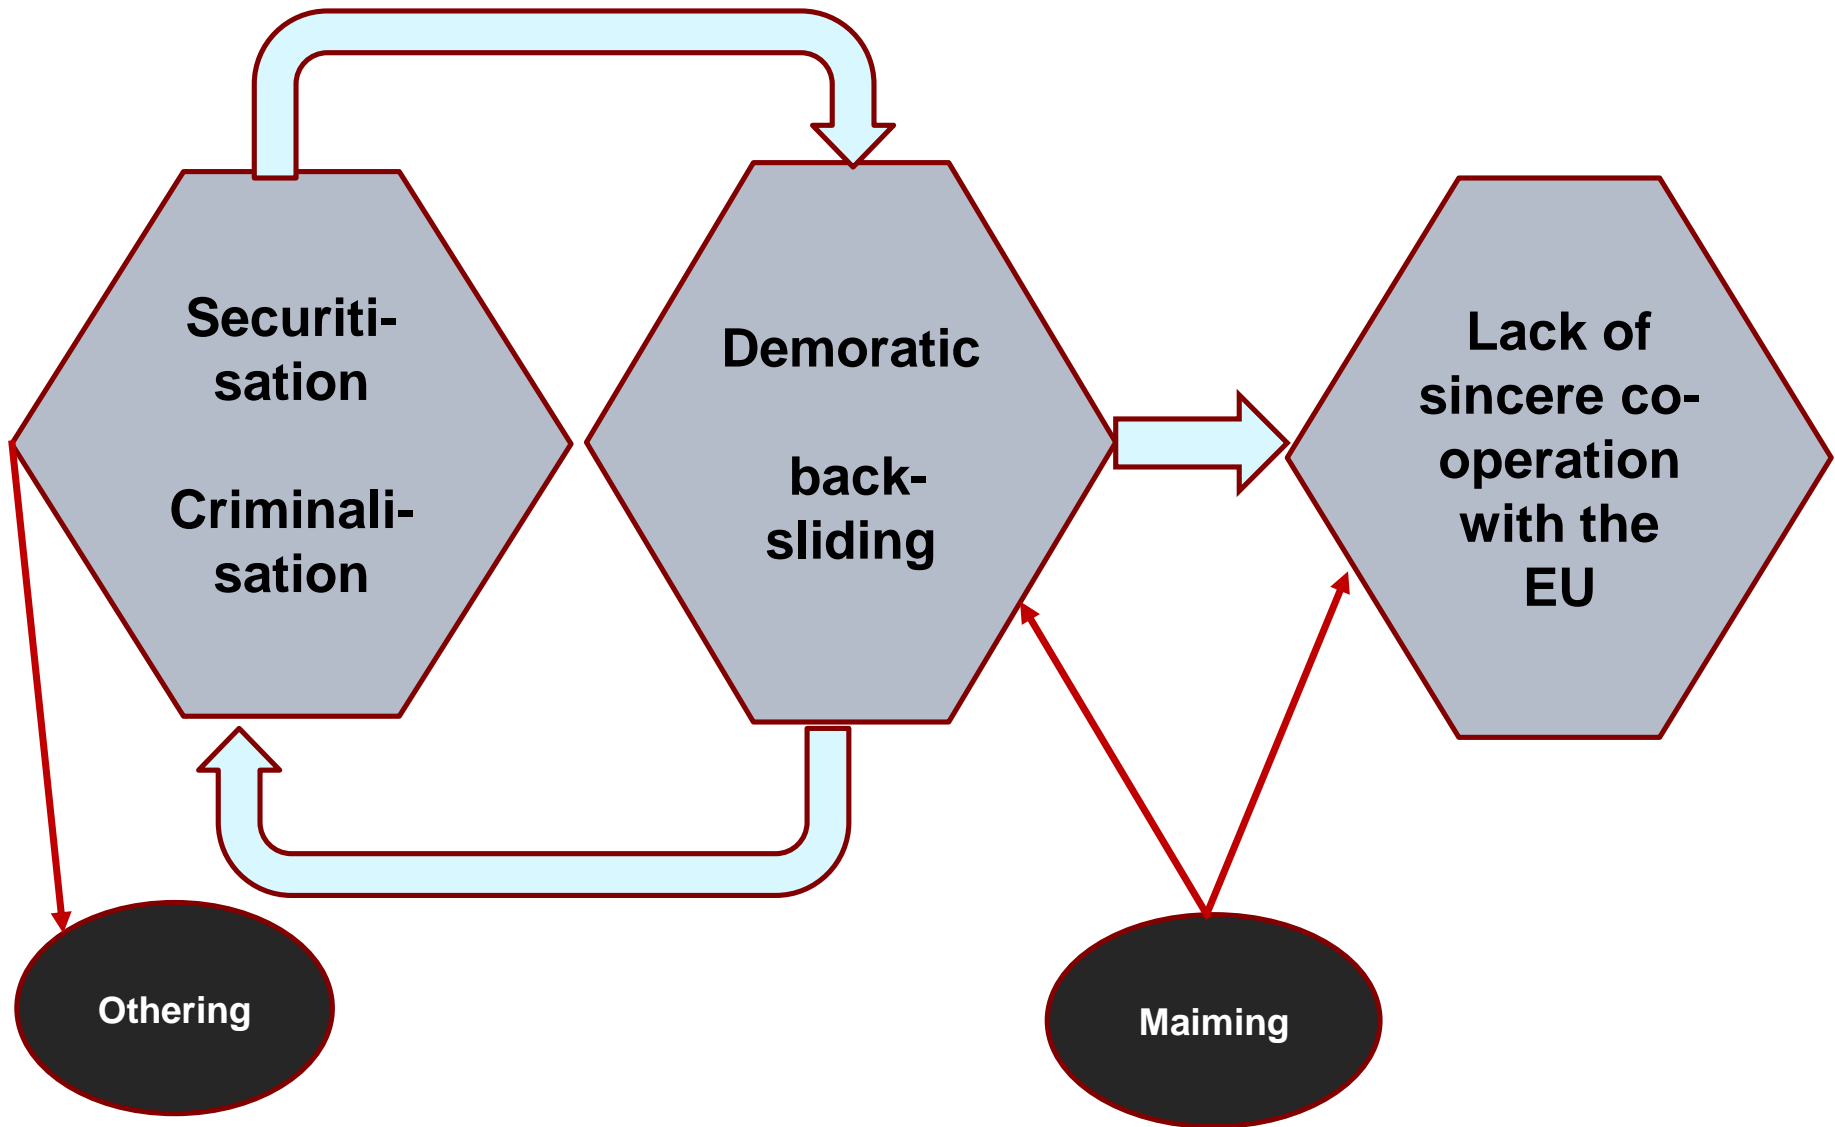 Securiti-
sation
Criminali-
sation
Demoratic
back-
sliding
Lack of
sincere co-
operation
with the
EU
Othering
Maiming